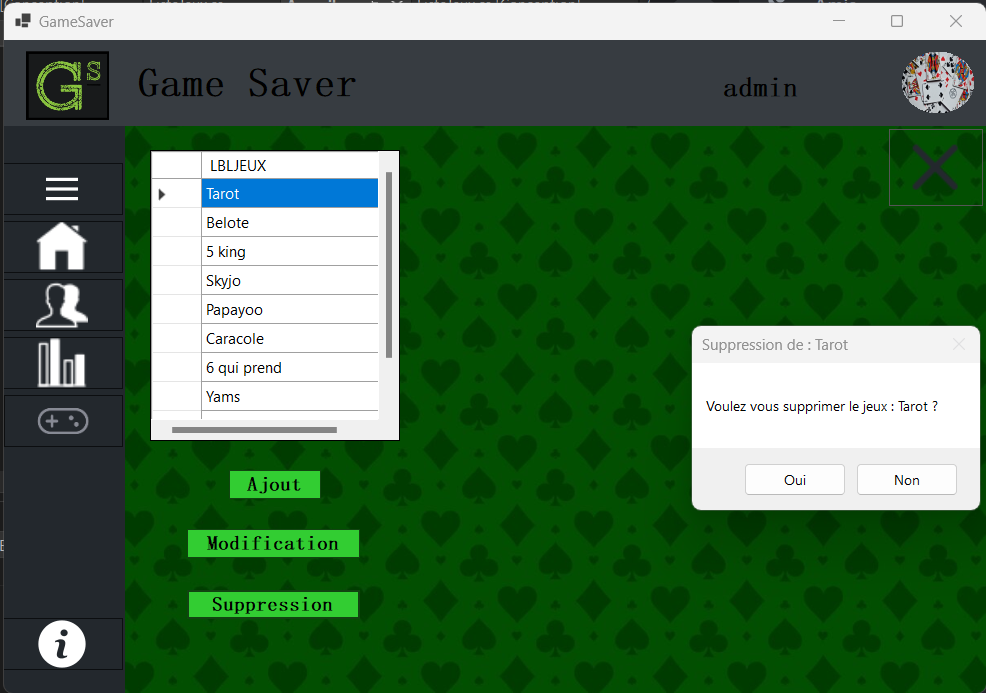 GameSaver
GS
Game Saver
admin
LBLJEUX
Tarot
Belote
5 king
Skyjo
Papayoo
Caracole
6 qui prend
Yams
Ajout
Modification
Suppression
Suppression de : Tarot
Voulez vous supprimer le jeux : Tarot ?
Oui
Non
i